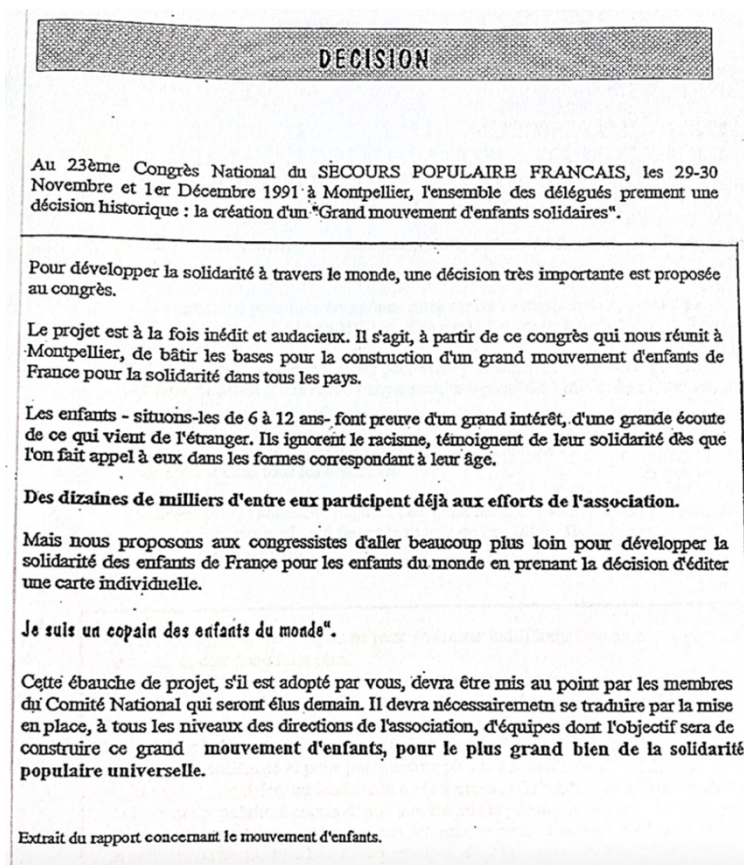 DECISION
Au 23ème Congrès National du SECOURS POPULAIRE FRANCAIS, les 29-30
Novembre et 1er Décembre 1991 à Montpellier, l'ensemble des délégués prennent une
décision historique : la création d'un "Grand mouvement d'enfants solidaires".
Pour développer la solidarité à travers le monde, une décision très importante est proposée
au congrès.
Le projet est à la fois inédit et audacieux. Il s'agit, à partir de ce congrès qui nous réunit à
Montpellier, de bâtir les bases pour la construction d'un grand mouvement d'enfants de
France pour la solidarité dans tous les pays.
Les enfants - situons-les de 6 à 12 ans- font preuve d'un grand intérêt, d'une grande écoute
de ce qui vient de l'étranger. Ils ignorent le racisme, témoignent de leur solidarité dès que
l'on fait appel à eux dans les formes correspondant à leur âge.
Des dizaines de milliers d'entre eux participent déjà aux efforts de l'association.
Mais nous proposons aux congressistes d'aller beaucoup plus loin pour développer la
solidarité des enfants de France pour les enfants du monde en prenant la décision d'éditer
une carte individuelle.
Je suis un copain des enfants du monde".
Cette ébauche de projet, s'il est adopté par vous, devra être mis au point par les membres
du Comité National qui seront élus demain. Il devra nécessairemetn se traduire par la mise
en place, à tous les niveaux des directions de l'association, d'équipes dont l'objectif sera de
construire ce grand mouvement d'enfants, pour le plus grand bien de la solidarité
populaire universelle.
Extrait du rapport concernant le mouvement d'enfants.